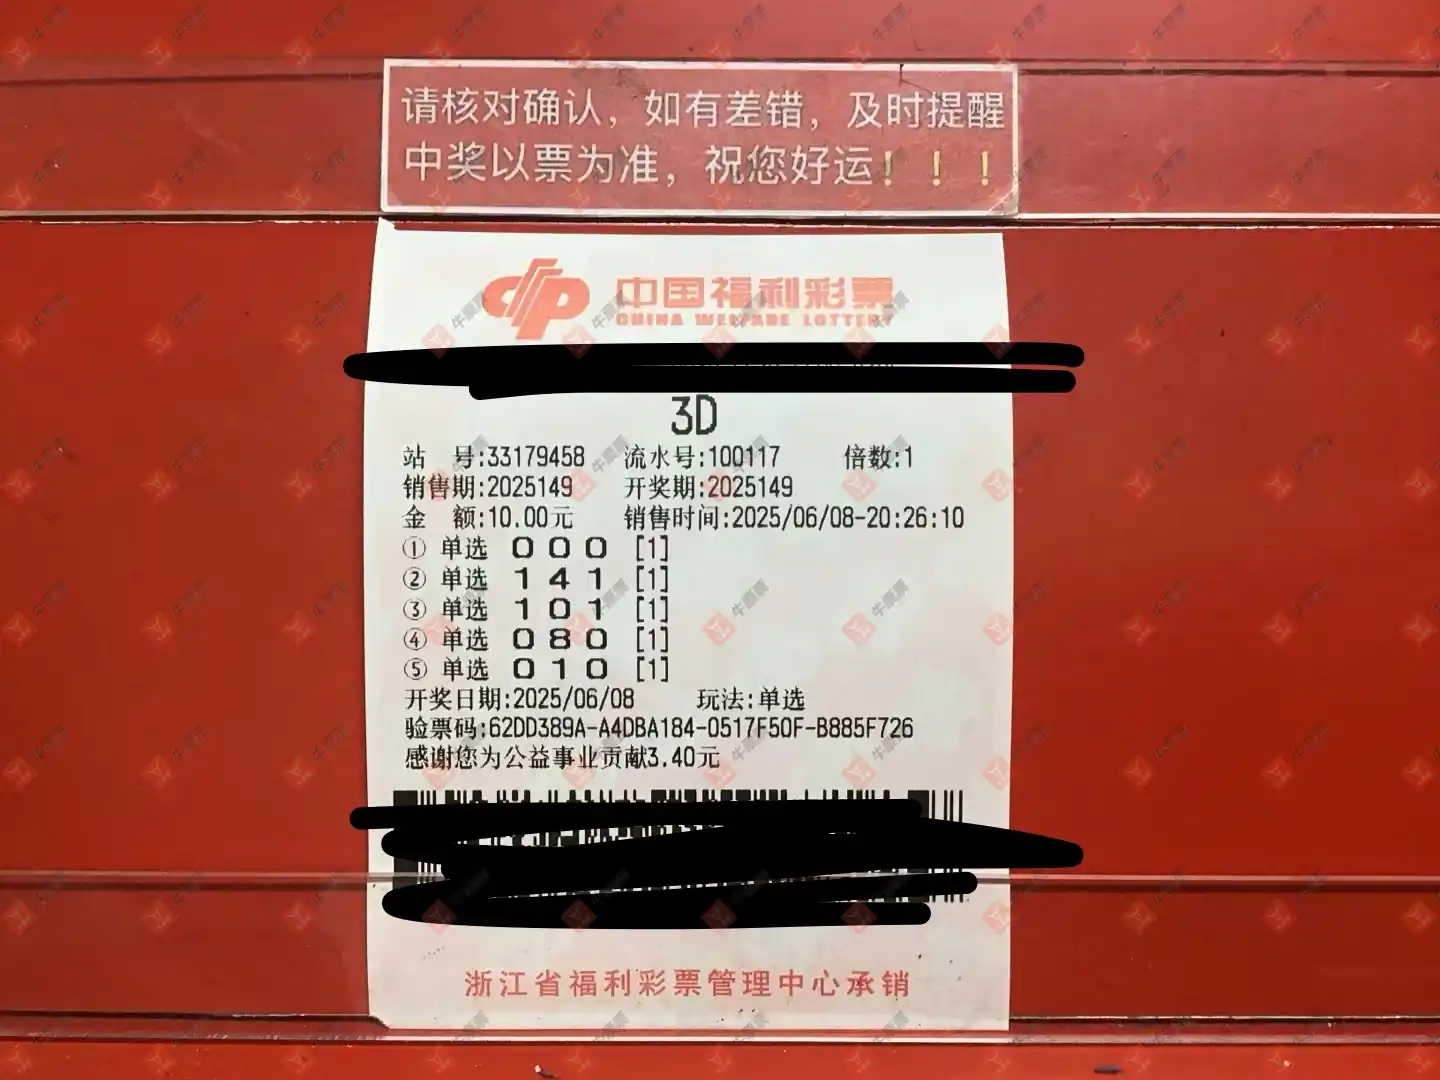 请核对确认，如有差错，及时提醒
中奖以票为准，祝您好运！！！
中国福利彩票
CHINA WELFARE LOTTERY
3D
站 号:33179458 流水号:100117 倍数:1
销售期:2025149 开奖期:2025149
金 额:10.00元 销售时间:2025/06/08-20:26:10
① 单选 0 0 0 [1]
② 单选 1 4 1 [1]
③ 单选 1 0 1 [1]
④ 单选 0 8 0 [1]
⑤ 单选 0 1 0 [1]
开奖日期:2025/06/08 玩法:单选
验票码:62DD389A-A4DBA184-0517F50F-B885F726
感谢您为公益事业贡献3.40元
浙江省福利彩票管理中心承销